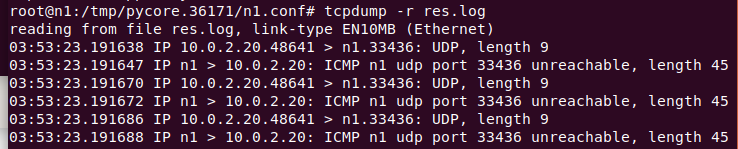 root@n1:/tmp/pycore.36171/n1.conf# tcpdump -r res.log
reading from file res.log, link-type EN10MB (Ethernet)
03:53:23.191638 IP 10.0.2.20.48641 > n1.33436: UDP, length 9
03:53:23.191647 IP n1 > 10.0.2.20: ICMP n1 udp port 33436 unreachable, length 45
03:53:23.191670 IP 10.0.2.20.48641 > n1.33436: UDP, length 9
03:53:23.191672 IP n1 > 10.0.2.20: ICMP n1 udp port 33436 unreachable, length 45
03:53:23.191686 IP 10.0.2.20.48641 > n1.33436: UDP, length 9
03:53:23.191688 IP n1 > 10.0.2.20: ICMP n1 udp port 33436 unreachable, length 45